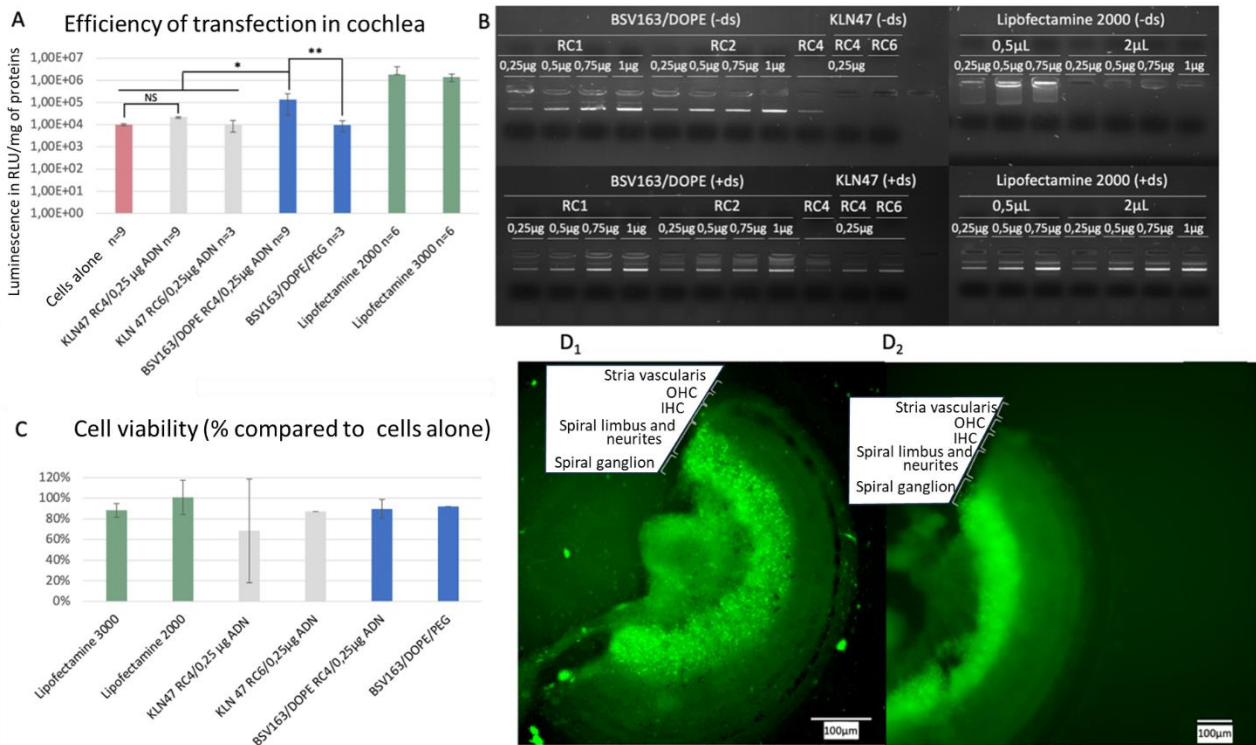 A
Efficiency of transfection in cochlea
Luminescence in RLU/mg of proteins
1,00E+07
1,00E+06
1,00E+05
1,00E+04
1,00E+03
1,00E+02
1,00E+01
1,00E+00
NS
*
**
Cells alone n=9
KLN47 RC4/0,25 µg ADN n=9
KLN 47 RC6/0,25µg ADN n=3
BSV163/DOPE RC4/0,25µg ADN n=9
BSV163/DOPE/PEG n=3
Lipofectamine 2000 n=6
Lipofectamine 3000 n=6
B
BSV163/DOPE (-ds) KLN47 (-ds)
RC1 RC2 RC4 RC4 RC6
0,25µg 0,5µg 0,75µg 1µg 0,25µg 0,5µg 0,75µg 1µg 0,25µg
Lipofectamine 2000 (-ds)
0,5µL 2µL
0,25µg 0,5µg 0,75µg 0,25µg 0,5µg 0,75µg 1µg
BSV163/DOPE (+ds) KLN47 (+ds)
RC1 RC2 RC4 RC4 RC6
0,25µg 0,5µg 0,75µg 1µg 0,25µg 0,5µg 0,75µg 1µg 0,25µg
Lipofectamine 2000 (+ds)
0,5µL 2µL
0,25µg 0,5µg 0,75µg 0,25µg 0,5µg 0,75µg 1µg
C
Cell viability (% compared to cells alone)
120%
100%
80%
60%
40%
20%
0%
20%
40%
60%
80%
100%
120%
0%
Lipofectamine 3000
Lipofectamine 2000
KLN47 RC4/0,25 µg ADN
KLN 47 RC6/0,25µg ADN
BSV163/DOPE RC4/0,25µg ADN
BSV163/DOPE/PEG
D1
Stria vascularis
OHC
IHC
Spiral limbus and
neurites
Spiral ganglion
100µm
D2
Stria vascularis
OHC
IHC
Spiral limbus and
neurites
Spiral ganglion
100µm